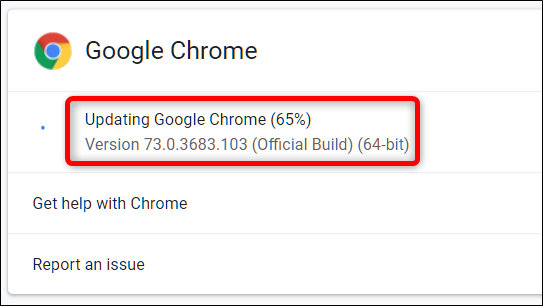 Google Chrome
Updating Google Chrome (65%)
Version 73.0.3683.103 (Official Build) (64-bit)
Get help with Chrome
Report an issue